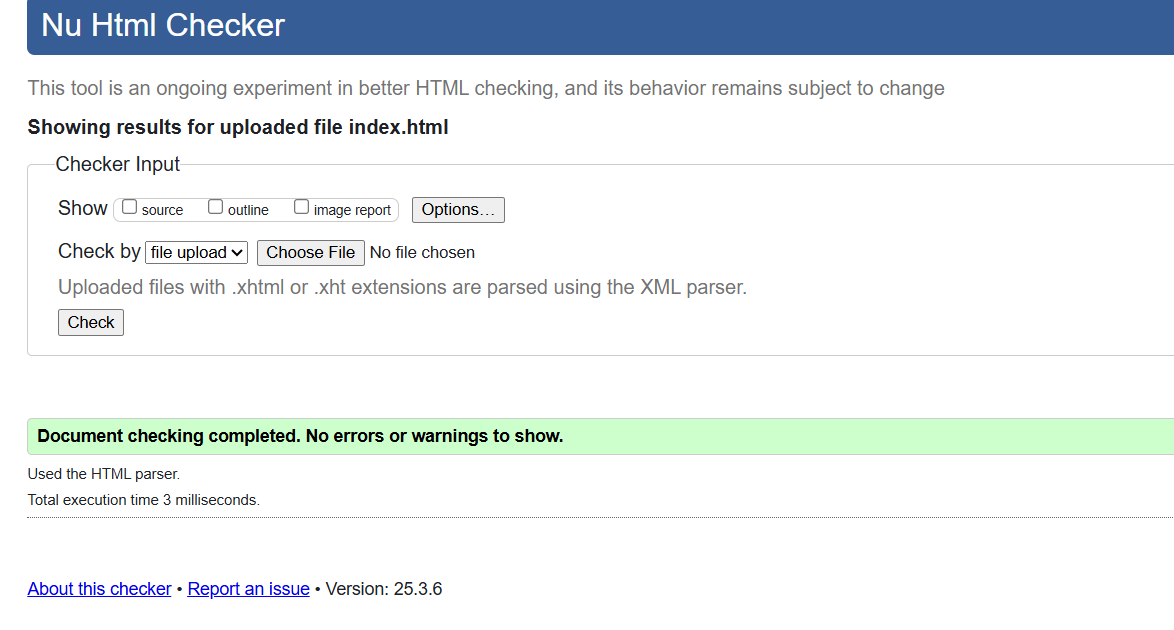 Nu Html Checker
This tool is an ongoing experiment in better HTML checking, and its behavior remains subject to change
Showing results for uploaded file index.html
Checker Input
Show source outline image report Options...
Check by file upload Choose File No file chosen
Uploaded files with .xhtml or .xht extensions are parsed using the XML parser.
Check
Document checking completed. No errors or warnings to show.
Used the HTML parser.
Total execution time 3 milliseconds.
About this checker • Report an issue • Version: 25.3.6